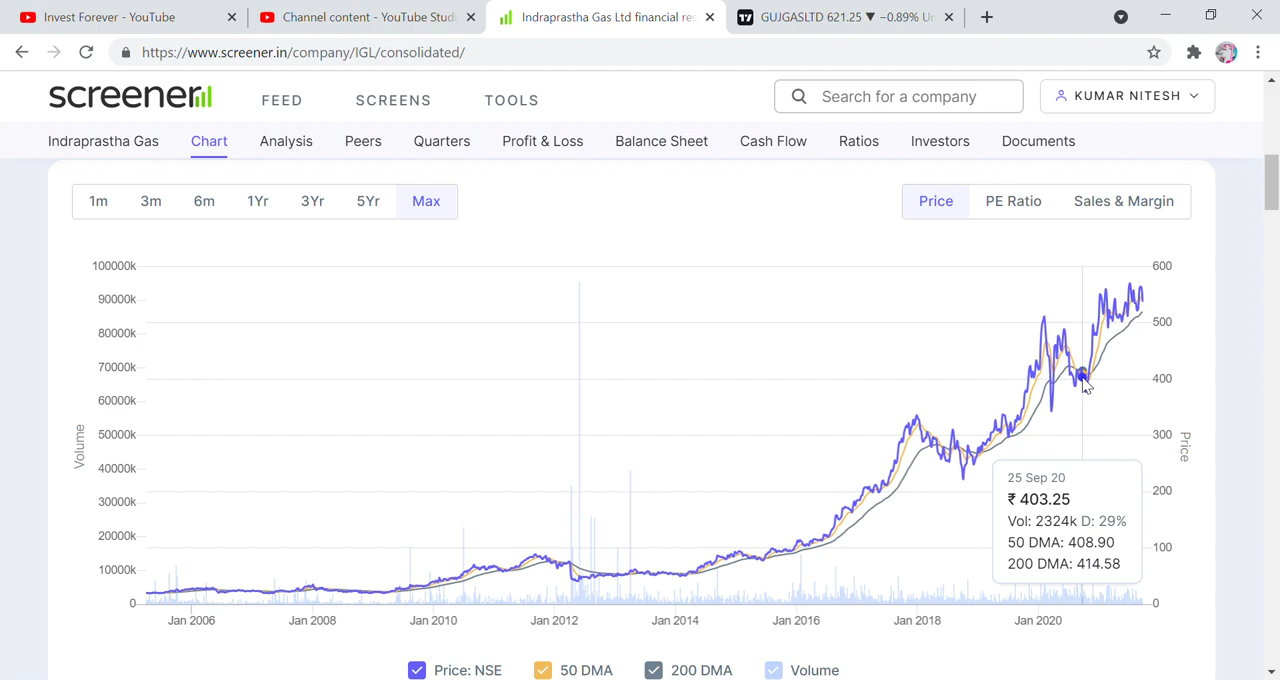 Invest Forever - YouTube
Channel content - YouTube Studi
Indraprastha Gas Ltd financial res
GUJGASLTD 621.25 ▼ −0.89% Un
https://www.screener.in/company/IGL/consolidated/
screener
FEED
SCREENS
TOOLS
Search for a company
KUMAR NITESH
Indraprastha Gas
Chart
Analysis
Peers
Quarters
Profit & Loss
Balance Sheet
Cash Flow
Ratios
Investors
Documents
1m
3m
6m
1Yr
3Yr
5Yr
Max
Price
PE Ratio
Sales & Margin
100000k
90000k
80000k
70000k
60000k
50000k
40000k
30000k
20000k
10000k
0
Volume
600
500
400
300
200
100
0
Price
25 Sep 20
₹ 403.25
Vol: 2324k D: 29%
50 DMA: 408.90
200 DMA: 414.58
Jan 2006
Jan 2008
Jan 2010
Jan 2012
Jan 2014
Jan 2016
Jan 2018
Jan 2020
Price: NSE
50 DMA
200 DMA
Volume